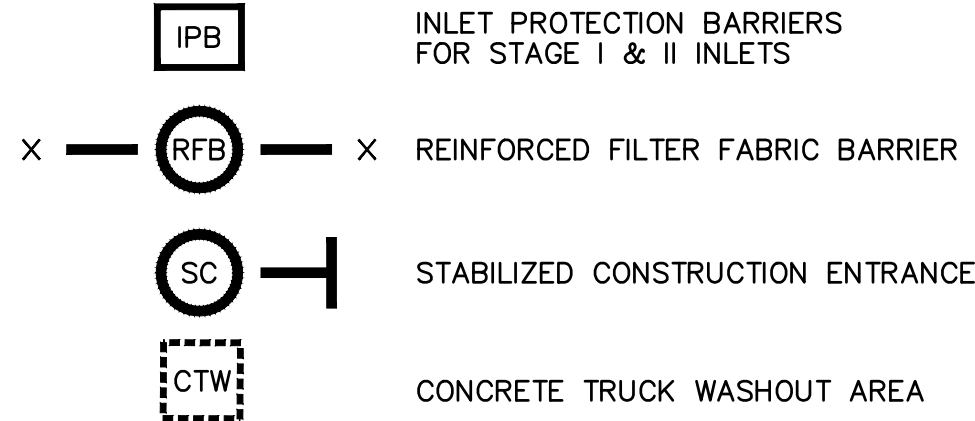 IPB INLET PROTECTION BARRIERS
FOR STAGE I & II INLETS
X RFB X REINFORCED FILTER FABRIC BARRIER
SC STABILIZED CONSTRUCTION ENTRANCE
CTW CONCRETE TRUCK WASHOUT AREA